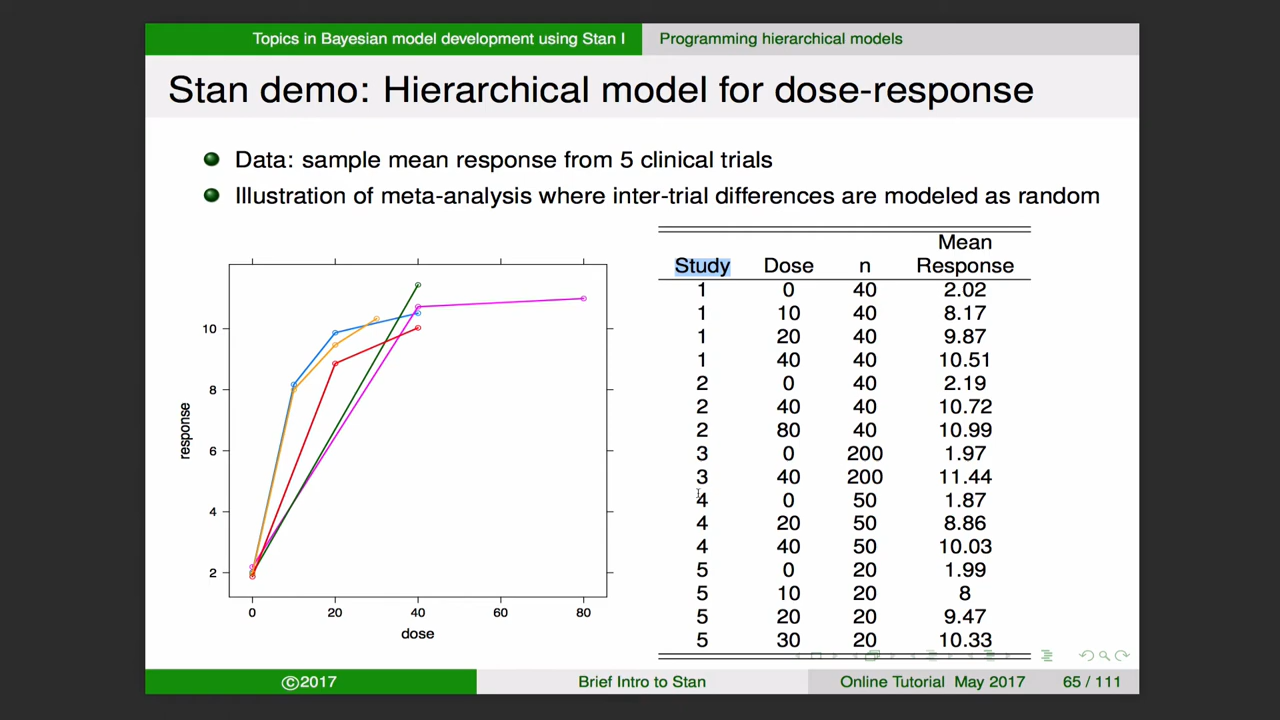 Topics in Bayesian model development using Stan I Programming hierarchical models
Stan demo: Hierarchical model for dose-response
Data: sample mean response from 5 clinical trials
Illustration of meta-analysis where inter-trial differences are modeled as random
response
10
8
6
4
2
0 20 40 60 80
dose
Mean
Study Dose n Response
1 0 40 2.02
1 10 40 8.17
1 20 40 9.87
1 40 40 10.51
2 0 40 2.19
2 40 40 10.72
2 80 40 10.99
3 0 200 1.97
3 40 200 11.44
4 0 50 1.87
4 20 50 8.86
4 40 50 10.03
5 0 20 1.99
5 10 20 8
5 20 20 9.47
5 30 20 10.33
©2017 Brief Intro to Stan Online Tutorial May 2017 65 / 111